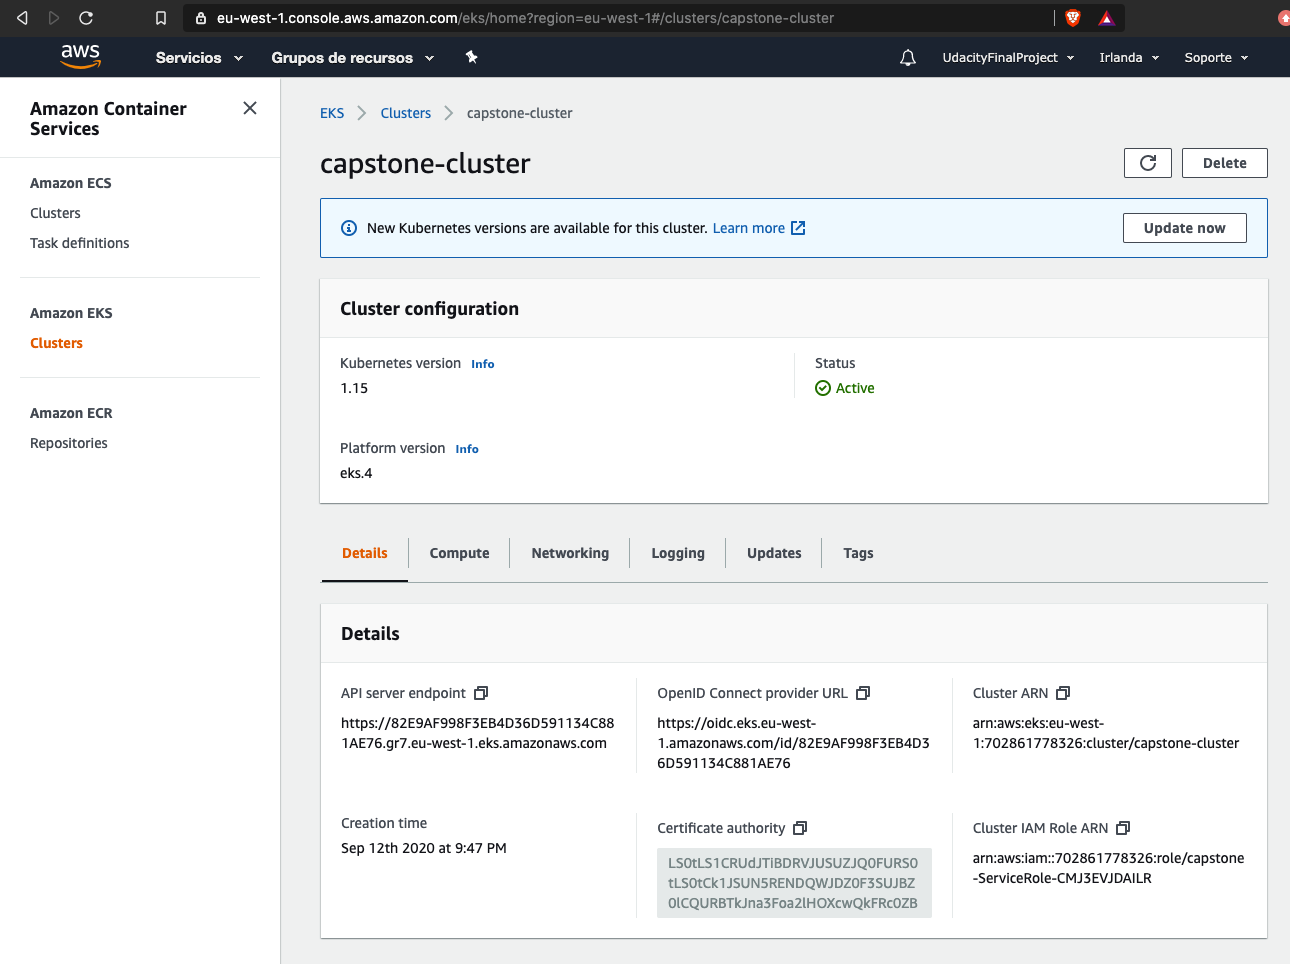 eu-west-1.console.aws.amazon.com/eks/home?region=eu-west-1#/clusters/capstone-cluster
aws
Servicios
Grupos de recursos
UdacityFinalProject
Irlanda
Soporte
Amazon Container
Services
Amazon ECS
Clusters
Task definitions
Amazon EKS
Clusters
Amazon ECR
Repositories
EKS
Clusters
capstone-cluster
capstone-cluster
Delete
New Kubernetes versions are available for this cluster. Learn more
Update now
Cluster configuration
Kubernetes version Info
1.15
Status
Active
Platform version Info
eks.4
Details
Compute
Networking
Logging
Updates
Tags
Details
API server endpoint
https://82E9AF998F3EB4D36D591134C88
1AE76.gr7.eu-west-1.eks.amazonaws.com
OpenID Connect provider URL
https://oidc.eks.eu-west-
1.amazonaws.com/id/82E9AF998F3EB4D3
6D591134C881AE76
Cluster ARN
arn:aws:eks:eu-west-
1:702861778326:cluster/capstone-cluster
Creation time
Sep 12th 2020 at 9:47 PM
Certificate authority
LS0tLS1CRUdJTiBDRVJUSUZJQ0FURS0
tLS0tCk1JSUN5RENDQWJDZ0F3SUJBZ
0lCQURBTkJna3Foa2lHOXcwQkFRc0ZB
Cluster IAM Role ARN
arn:aws:iam::702861778326:role/capstone
-ServiceRole-CMJ3EVJDAILR